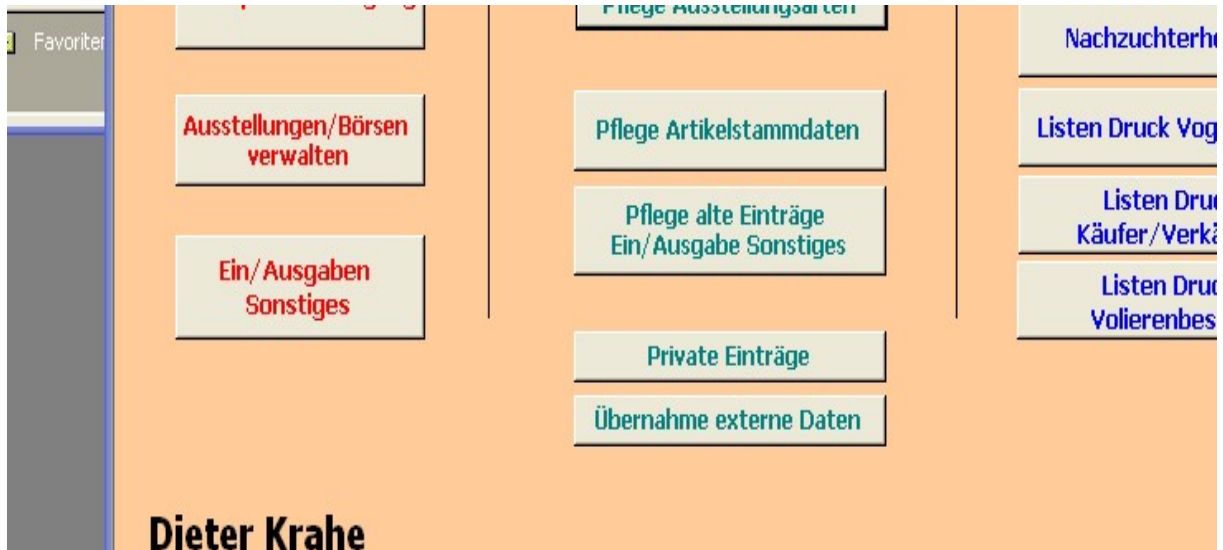 Pflege Ausstellungsarten
Favoriten
Nachzuchterhe
Ausstellungen/Börsen
verwalten
Pflege Artikelstammdaten
Listen Druck Vog
Pflege alte Einträge
Ein/Ausgabe Sonstiges
Listen Druc
Käufer/Verkä
Ein/Ausgaben
Sonstiges
Listen Druc
Volierenbes
Private Einträge
Übernahme externe Daten
Dieter Krahe